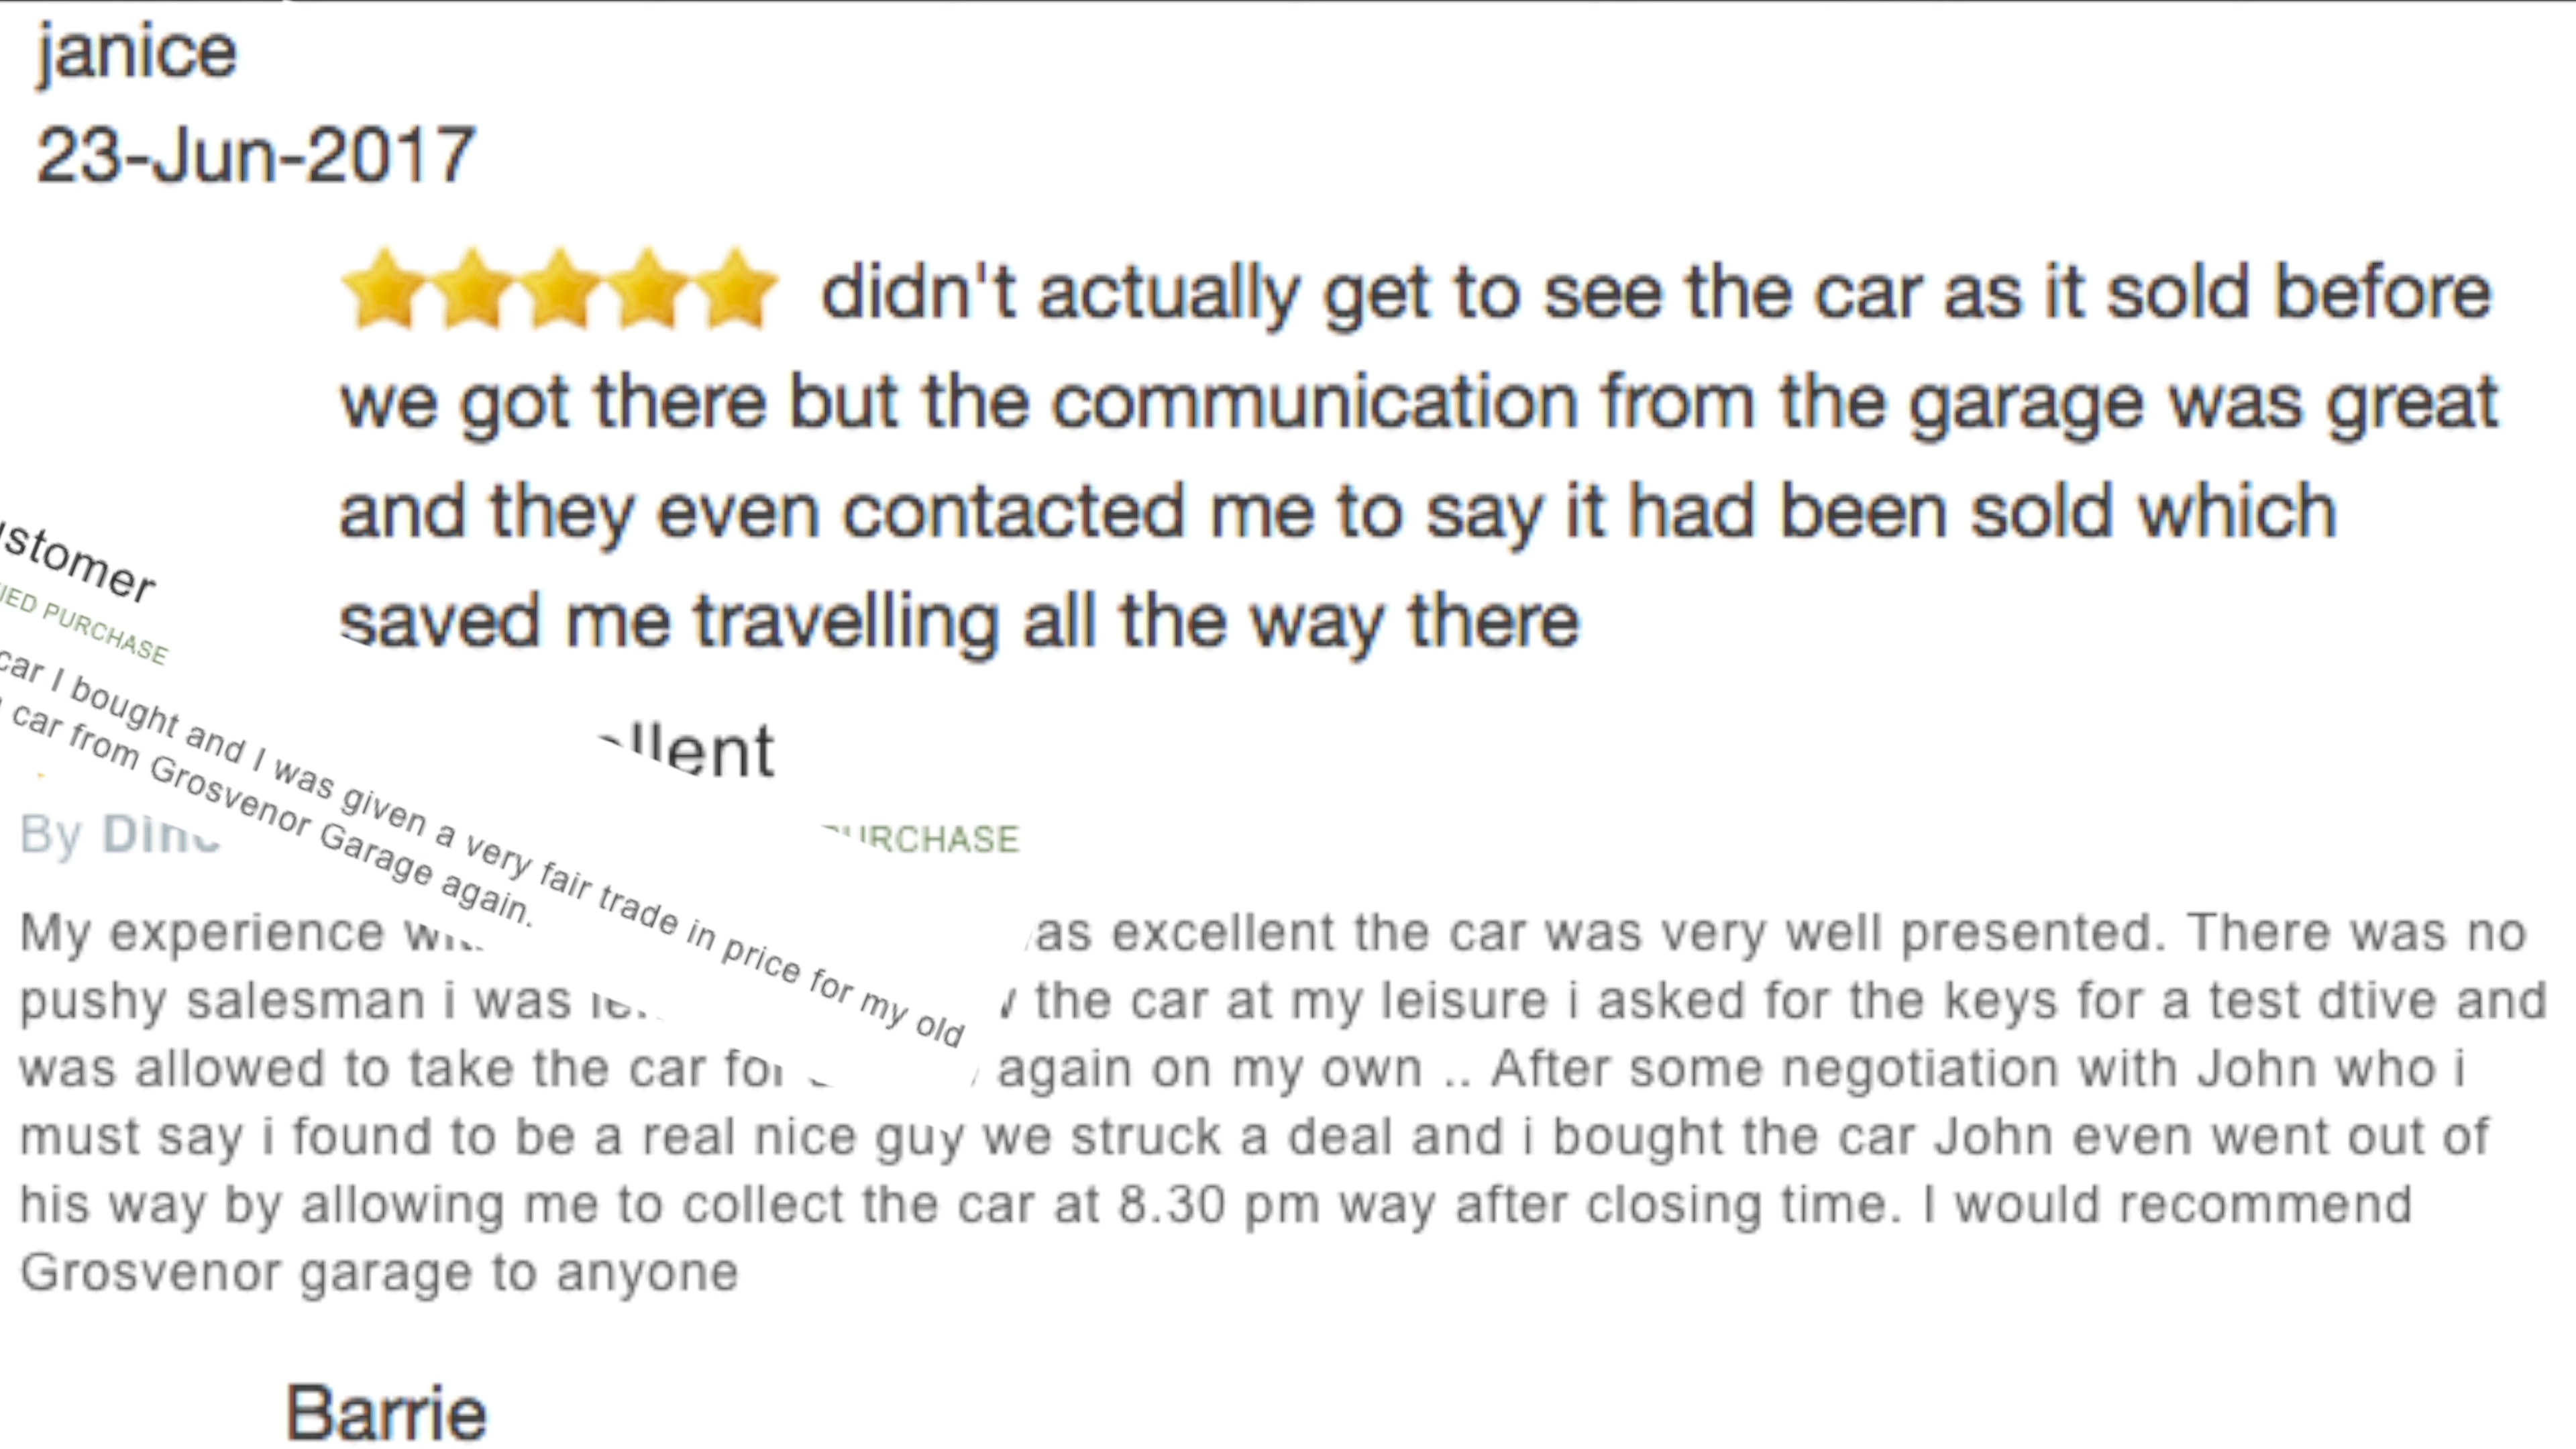 janice
23-Jun-2017
didn't actually get to see the car as it sold before
we got there but the communication from the garage was great
and they even contacted me to say it had been sold which
saved me travelling all the way there
PURCHASE
car I bought and I was given a very fair trade in price for my old
car from Grosvenor Garage again.
By
My experience
excellent the car was very well presented. There was no
pushy salesman i was
the car at my leisure i asked for the keys for a test dtive and
was allowed to take the car for
again on my own .. After some negotiation with John who i
must say i found to be a real nice guy we struck a deal and i bought the car John even went out of
his way by allowing me to collect the car at 8.30 pm way after closing time. I would recommend
Grosvenor garage to anyone
Barrie